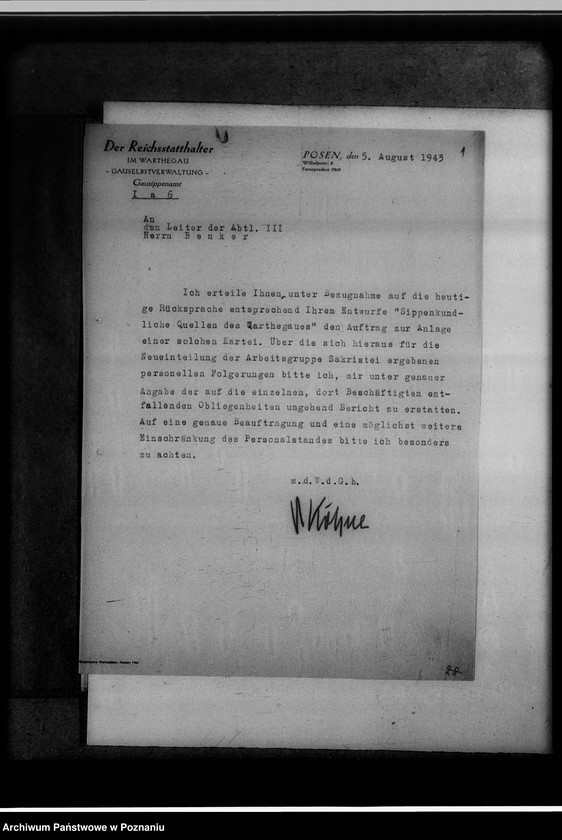 Der Reichsstatthalter
IM WARTHEGAU
- GAUSELBSTVERWALTUNG -
Gausippenamt
I a 6
POSEN, den 5. August 1943
1
An
den Leiter der Abtl. III
Herrn Benker
Ich erteile Ihnen, unter Bezugnahme auf die heuti-
ge Rücksprache entsprechend Ihrem Entwurfe "Sippenkund-
liche Quellen des Warthegaues" den Auftrag zur Anlage
einer solchen Kartei. Über die sich hieraus für die
Neueinteilung der Arbeitsgruppe Sakristei ergebenen
personellen Folgerungen bitte ich, mir unter genauer
Angabe der auf die einzelnen, dort Beschäftigten ent-
fallenden Obliegenheiten umgehend Bericht zu erstatten.
Auf eine genaue Beauftragung und eine möglichst weitere
Einschränkung des Personalstandes bitte ich besonders
zu achten.
m.d.W.d.G.b.
Köhne
Archiwum Państwowe w Poznaniu